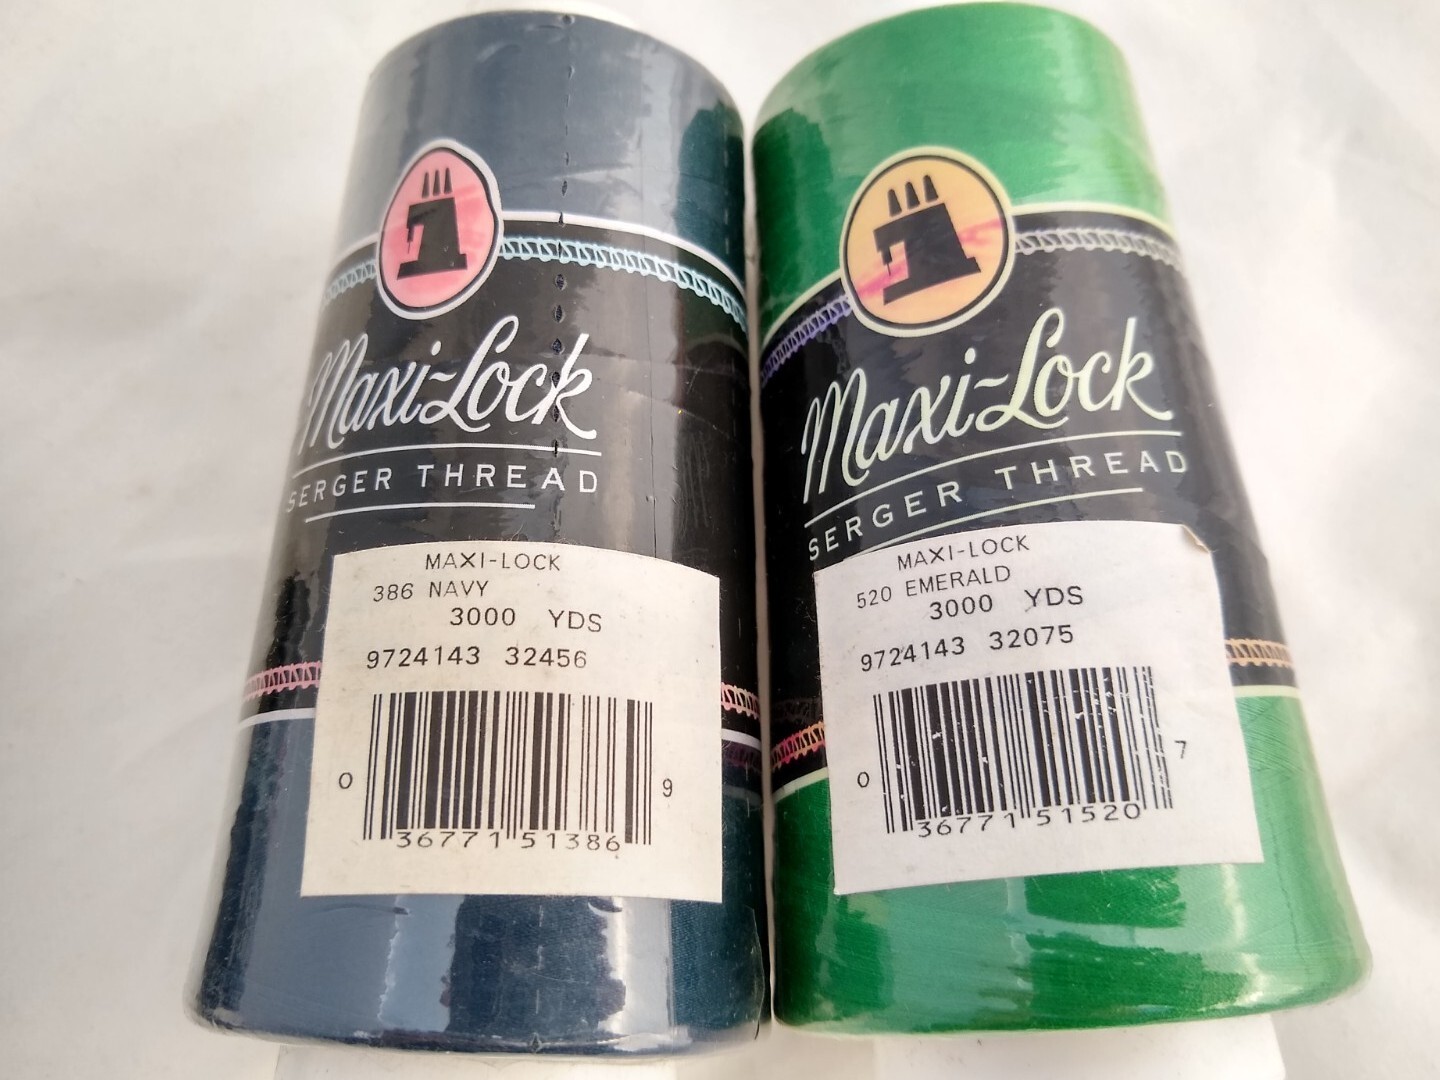 Maxi-Lock
SERGER THREAD
MAXI-LOCK
386 NAVY
3000 YDS
9724143 32456
0 36771 51386 9
Maxi-Lock
SERGER THREAD
MAXI-LOCK
520 EMERALD
3000 YDS
9724143 32075
0 36771 51520 7